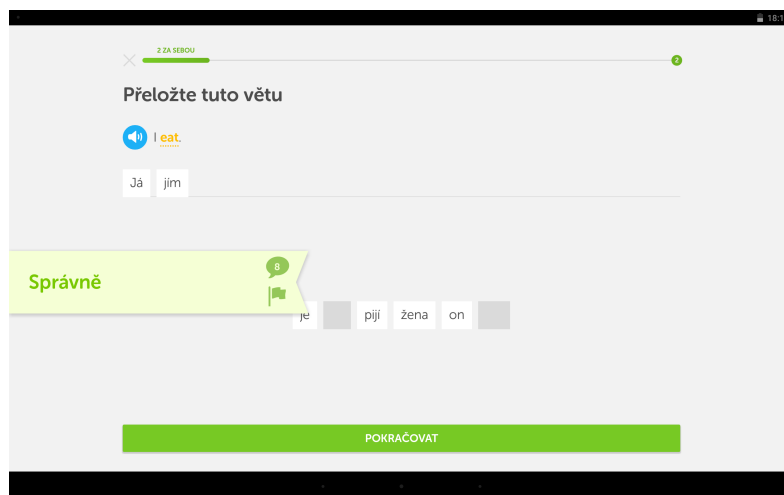 18:1
2 ZA SEBOU
2
Přeložte tuto větu
I eat.
Já jím
8
Správně
je pijí žena on
POKRAČOVAT